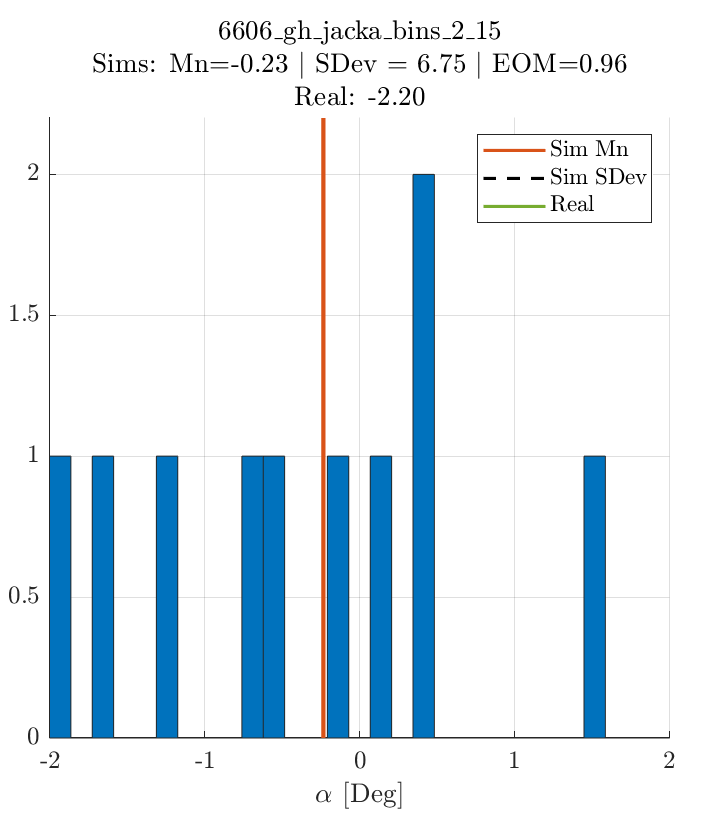 6606_gh_jacka_bins_2_15
Sims: Mn=-0.23 | SDev = 6.75 | EOM=0.96
Real: -2.20
Sim Mn
Sim SDev
Real
2
1.5
1
0.5
0
-2
-1
0
1
2
α [Deg]